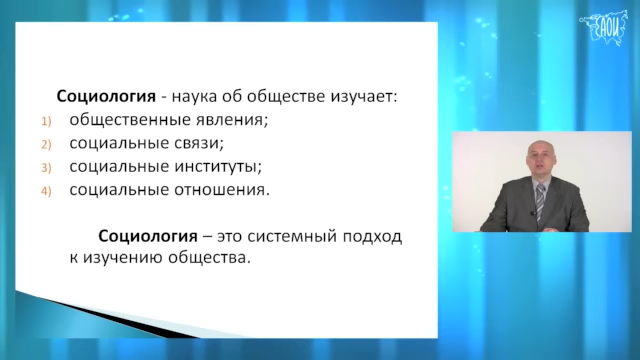 САОИ
Социология - наука об обществе изучает:
1) общественные явления;
2) социальные связи;
3) социальные институты;
4) социальные отношения.
Социология – это системный подход
к изучению общества.